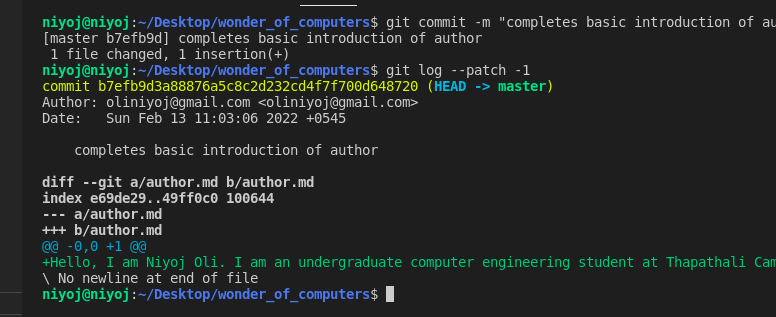 niyoj@niyoj:~/Desktop/wonder_of_computers$ git commit -m "completes basic introduction of au
[master b7efb9d] completes basic introduction of author
 1 file changed, 1 insertion(+)
niyoj@niyoj:~/Desktop/wonder_of_computers$ git log --patch -1
commit b7efb9d3a88876a5c8c2d232cd4f7f700d648720 (HEAD -> master)
Author: oliniyoj@gmail.com <oliniyoj@gmail.com>
Date:   Sun Feb 13 11:03:06 2022 +0545
    completes basic introduction of author
diff --git a/author.md b/author.md
index e69de29..49ff0c0 100644
--- a/author.md
+++ b/author.md
@@ -0,0 +1 @@
+Hello, I am Niyoj Oli. I am an undergraduate computer engineering student at Thapathali Cam
\ No newline at end of file
niyoj@niyoj:~/Desktop/wonder_of_computers$